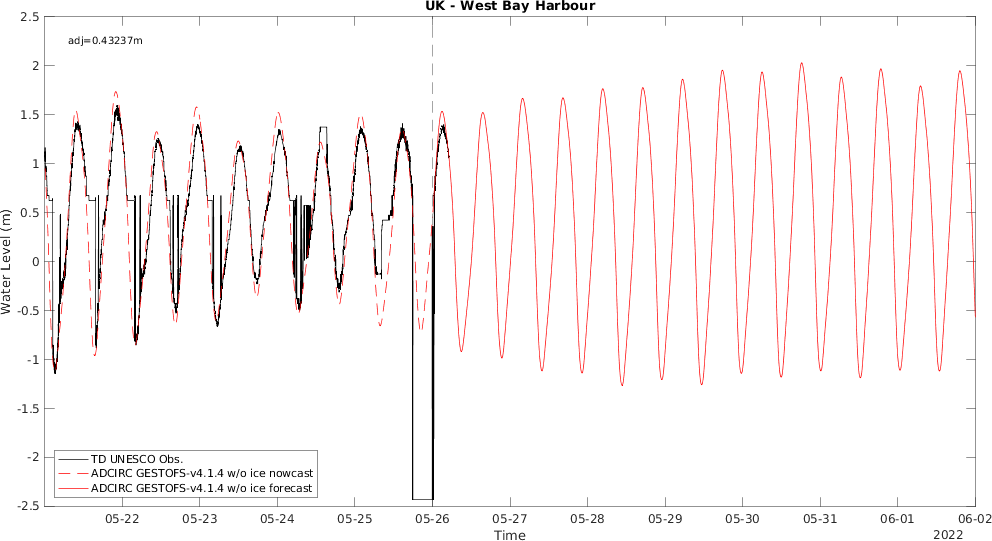 UK - West Bay Harbour
adj=0.43237m
2.5
2
1.5
1
0.5
0
-0.5
-1
-1.5
-2
-2.5
Water Level (m)
TD UNESCO Obs.
ADCIRC GESTOFS-v4.1.4 w/o ice nowcast
ADCIRC GESTOFS-v4.1.4 w/o ice forecast
05-22 05-23 05-24 05-25 05-26 05-27 05-28 05-29 05-30 05-31 06-01 06-02
Time
2022